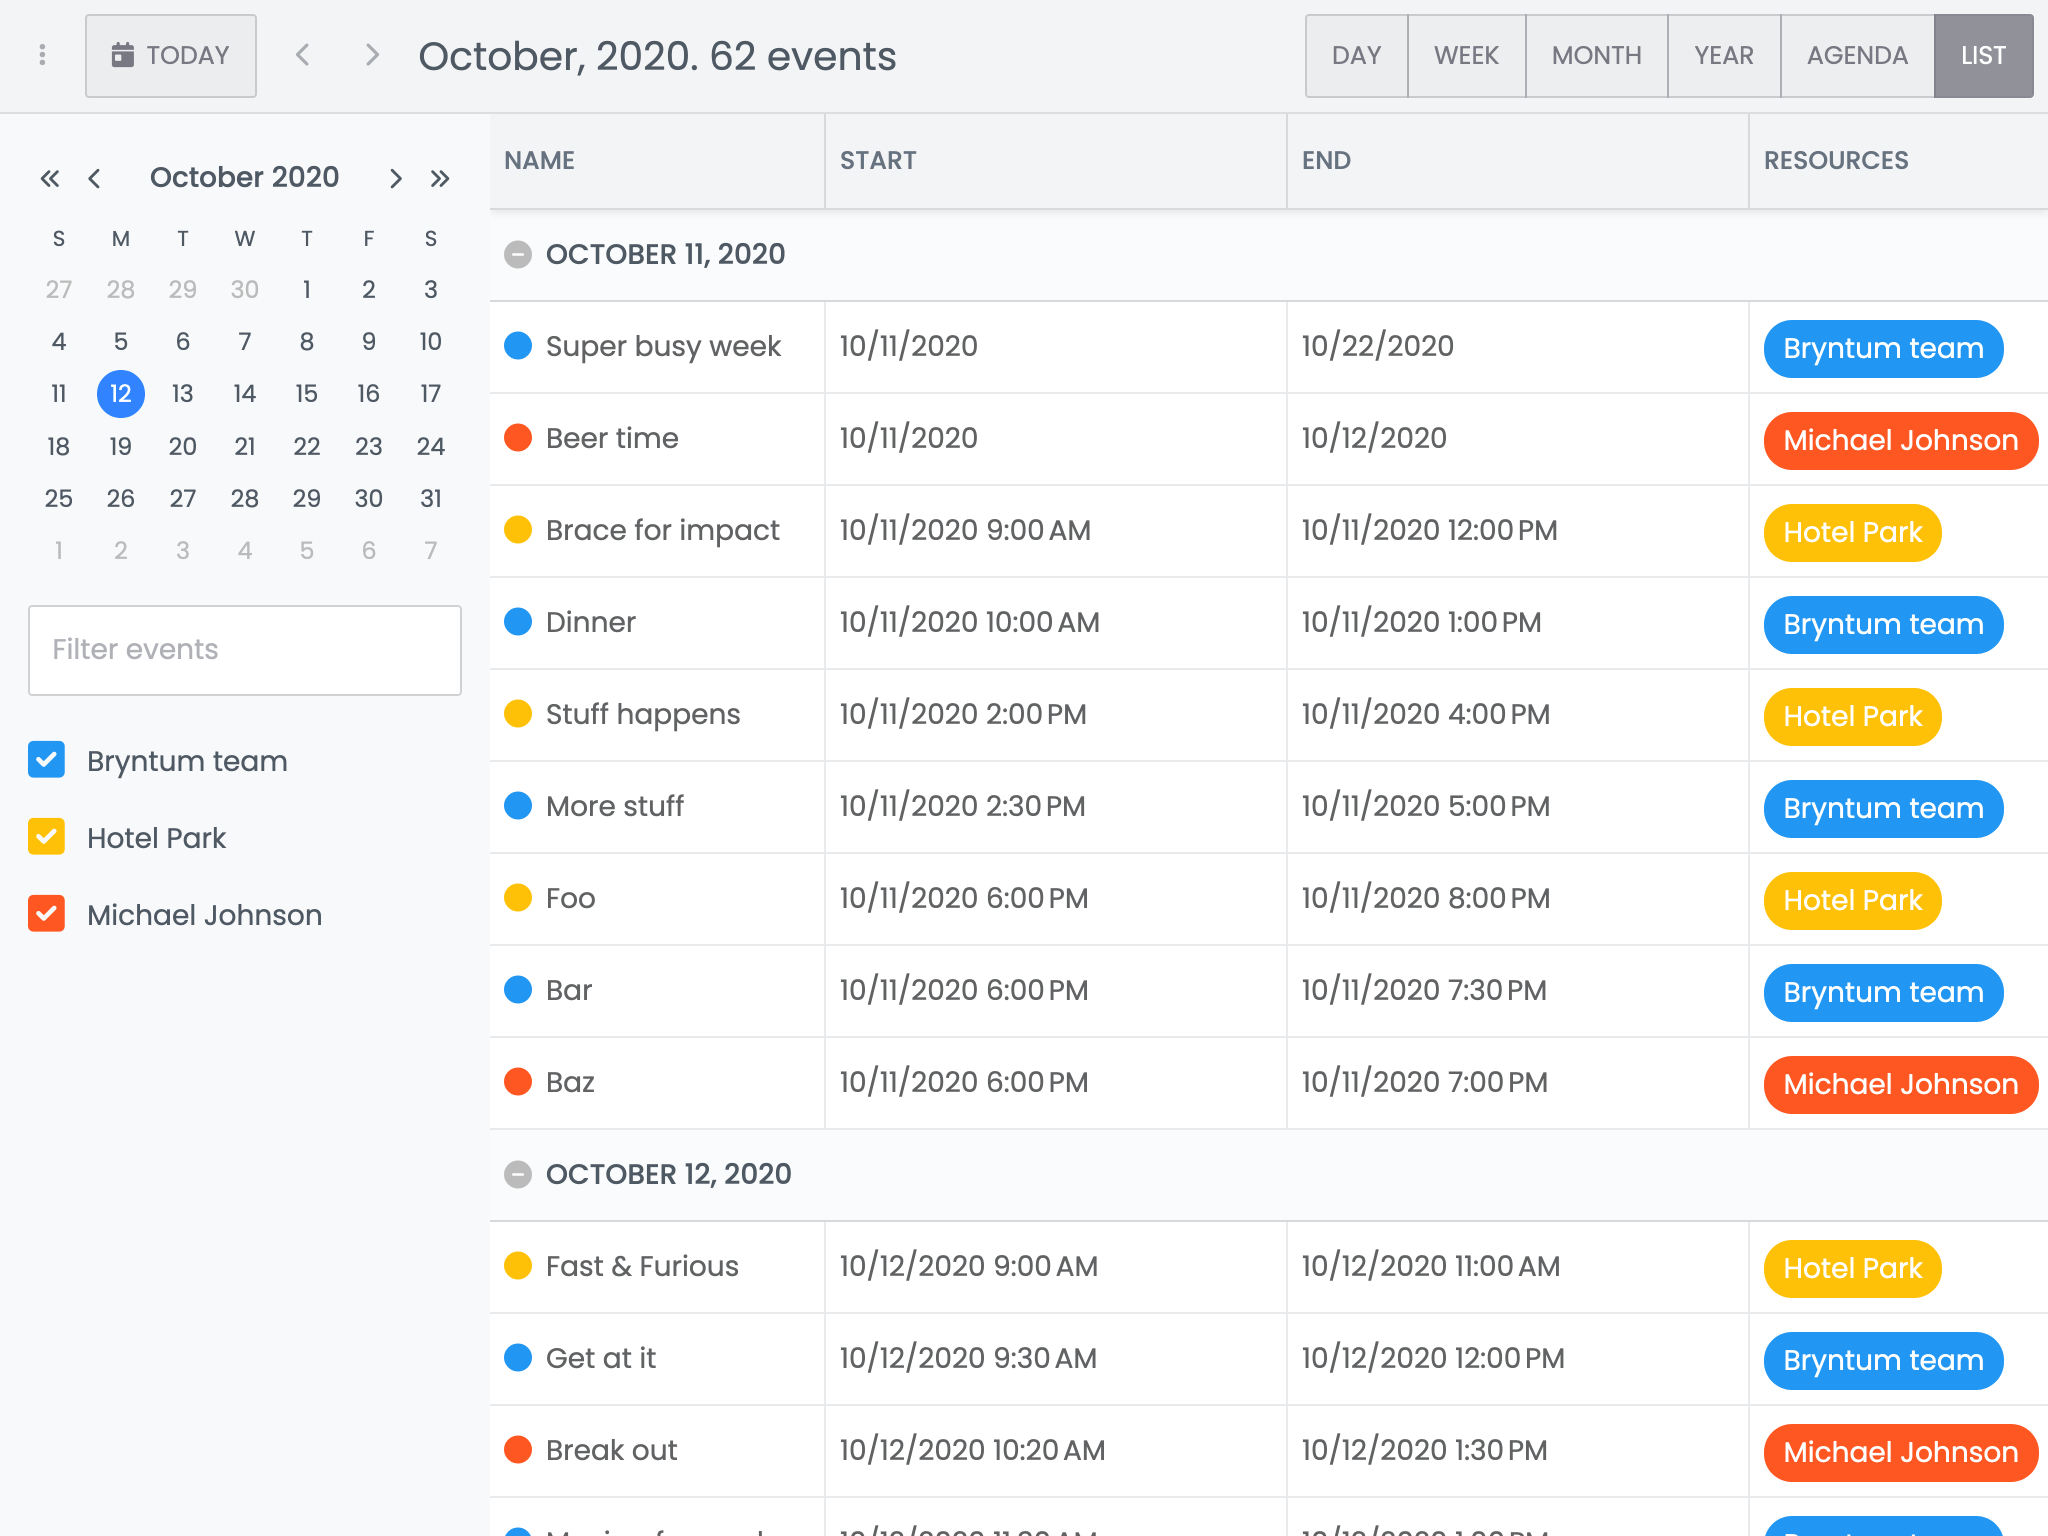 TODAY
October, 2020. 62 events
DAY WEEK MONTH YEAR AGENDA LIST
October 2020
S M T W T F S
27 28 29 30 1 2 3
4 5 6 7 8 9 10
11 12 13 14 15 16 17
18 19 20 21 22 23 24
25 26 27 28 29 30 31
1 2 3 4 5 6 7
Filter events
Bryntum team
Hotel Park
Michael Johnson
NAME START END RESOURCES
OCTOBER 11, 2020
Super busy week 10/11/2020 10/22/2020 Bryntum team
Beer time 10/11/2020 10/12/2020 Michael Johnson
Brace for impact 10/11/2020 9:00 AM 10/11/2020 12:00 PM Hotel Park
Dinner 10/11/2020 10:00 AM 10/11/2020 1:00 PM Bryntum team
Stuff happens 10/11/2020 2:00 PM 10/11/2020 4:00 PM Hotel Park
More stuff 10/11/2020 2:30 PM 10/11/2020 5:00 PM Bryntum team
Foo 10/11/2020 6:00 PM 10/11/2020 8:00 PM Hotel Park
Bar 10/11/2020 6:00 PM 10/11/2020 7:30 PM Bryntum team
Baz 10/11/2020 6:00 PM 10/11/2020 7:00 PM Michael Johnson
OCTOBER 12, 2020
Fast & Furious 10/12/2020 9:00 AM 10/12/2020 11:00 AM Hotel Park
Get at it 10/12/2020 9:30 AM 10/12/2020 12:00 PM Bryntum team
Break out 10/12/2020 10:20 AM 10/12/2020 1:30 PM Michael Johnson